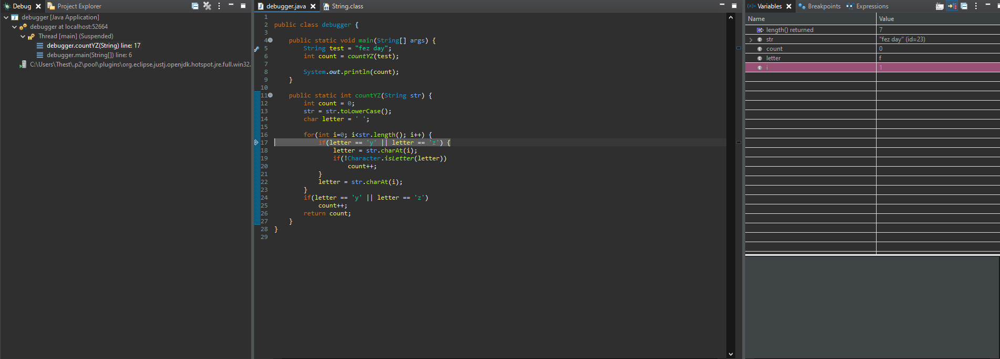 Debug
Project Explorer
debugger [Java Application]
debugger at localhost:52664
Thread [main] (Suspended)
debugger.countYZ(String) line: 17
debugger.main(String[]) line: 6
C:\Users\Thest\.p2\pool\plugins\org.eclipse.justj.openjdk.hotspot.jre.full.win32.
debugger.java
String.class
1
2 public class debugger {
3
4 public static void main(String[] args) {
5 String test = "fez day";
6 int count = countYZ(test);
7
8 System.out.println(count);
9 }
10
11 public static int countYZ(String str) {
12 int count = 0;
13 str = str.toLowerCase();
14 char letter = ' ';
15
16 for(int i=0; i<str.length(); i++) {
17 if(letter == 'y' || letter == 'z') {
18 letter = str.charAt(i);
19 if(!Character.isLetter(letter))
20 count++;
21 }
22 letter = str.charAt(i);
23 }
24 if(letter == 'y' || letter == 'z')
25 count++;
26 return count;
27 }
28 }
29
(x)= Variables
Breakpoints
Expressions
Name Value
length() returned 7
str "fez day" (id=23)
count 0
letter f
i 1